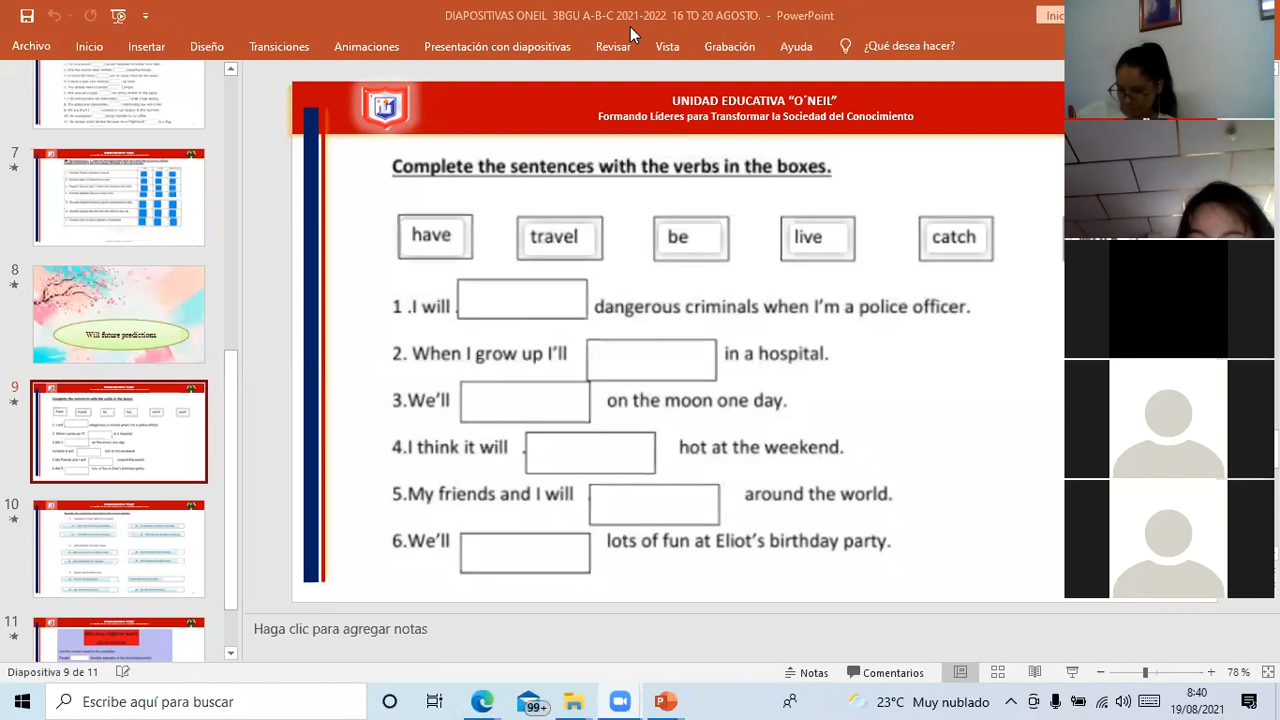 DIAPOSITIVAS ONEIL 3BGU A-B-C 2021-2022 16 TO 20 AGOSTO. - PowerPoint
Inic
Archivo Inicio Insertar Diseño Transiciones Animaciones Presentación con diapositivas Revisar Vista Grabación Ayuda ¿Qué desea hacer?
UNIDAD EDUCATIVA “O´NEIL”
Formando Líderes para Transformar la Sociedad del Conocimiento
Complete the sentences with the verbs in the boxes.
have travel be live catch
1 .I will . dangerous criminals when I’m a police officer.
2. When I grow up I’ll in a hospital.
3.We’ll on the moon one day.
4.I think it will hot at the weekend.
5.My friends and I will around the world.
6.We’ll lots of fun at Eliot’s birthday party.
7
8
Will future predictions
9
10
11
Haga clic para agregar notas
Diapositiva 9 de 11 Notas Comentarios 78 %
Escribe aquí para buscar
99+
23°C Muy nublado
8:40
19/08/2021